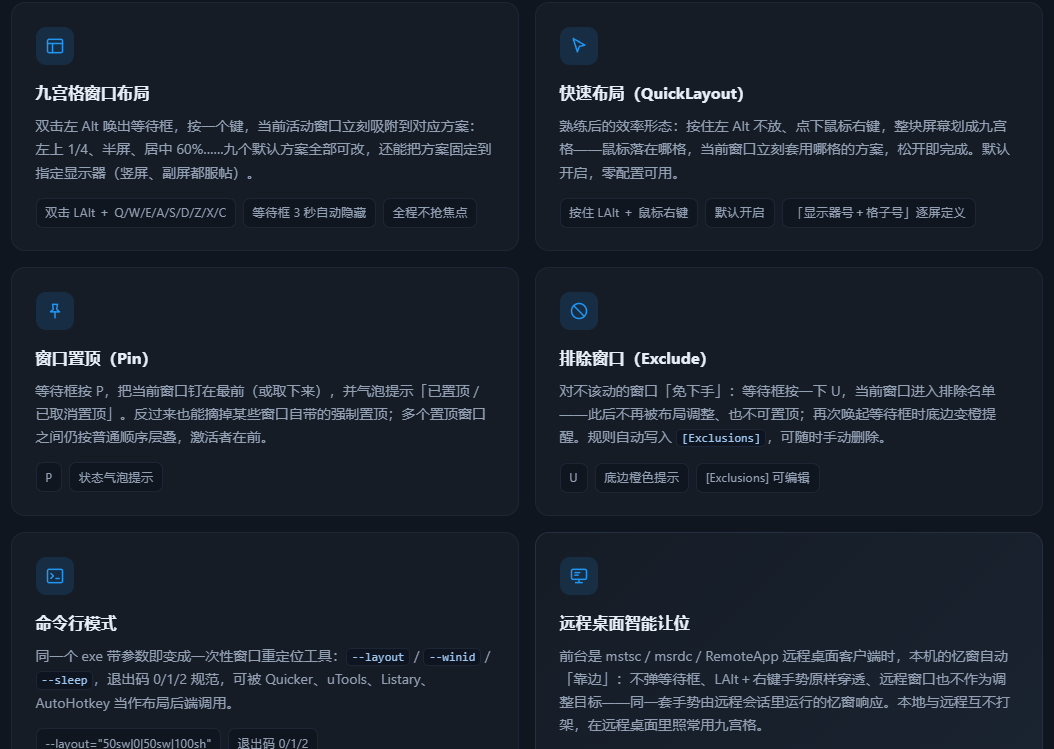 九宫格窗口布局
双击左 Alt 唤出等待框，按一个键，当前活动窗口立刻吸附到对应方案：
左上 1/4、半屏、居中 60%……九个默认方案全部可改，还能把方案固定到
指定显示器（竖屏、副屏都服帖）。
双击 LAlt + Q/W/E/A/S/D/Z/X/C
等待框 3 秒自动隐藏
全程不抢焦点
快速布局（QuickLayout）
熟练后的效率形态：按住左 Alt 不放、点下鼠标右键，整块屏幕划成九宫
格——鼠标落在哪格，当前窗口立刻套用哪格的方案，松开即完成。默认
开启，零配置可用。
按住 LAlt + 鼠标右键
默认开启
「显示器号 + 格子号」逐屏定义
窗口置顶（Pin）
等待框按 P，把当前窗口钉在最前（或取下来），并气泡提示「已置顶 /
已取消置顶」。反过来也能摘掉某些窗口自带的强制置顶；多个置顶窗口
之间仍按普通顺序层叠，激活者在前。
P
状态气泡提示
排除窗口（Exclude）
对不该动的窗口「免下手」：等待框按一下 U，当前窗口进入排除名单
——此后不再被布局调整、也不可置顶；再次唤起等待框时底边变橙提
醒。规则自动写入 [Exclusions]，可随时手动删除。
U
底边橙色提示
[Exclusions] 可编辑
命令行模式
同一个 exe 带参数即变成一次性窗口重定位工具：--layout / --winid /
--sleep，退出码 0/1/2 规范，可被 Quicker、uTools、Listary、
AutoHotkey 当作布局后端调用。
--layout="50sw|0|50sw|100sh"
退出码 0/1/2
远程桌面智能让位
前台是 mstsc / msrdc / RemoteApp 远程桌面客户端时，本机的忆窗自动
「靠边」：不弹等待框、LAlt + 右键手势原样穿透、远程窗口也不作为调
整目标——同一套手势由远程会话里运行的忆窗响应。本地与远程互不打
架，在远程桌面里照常用九宫格。